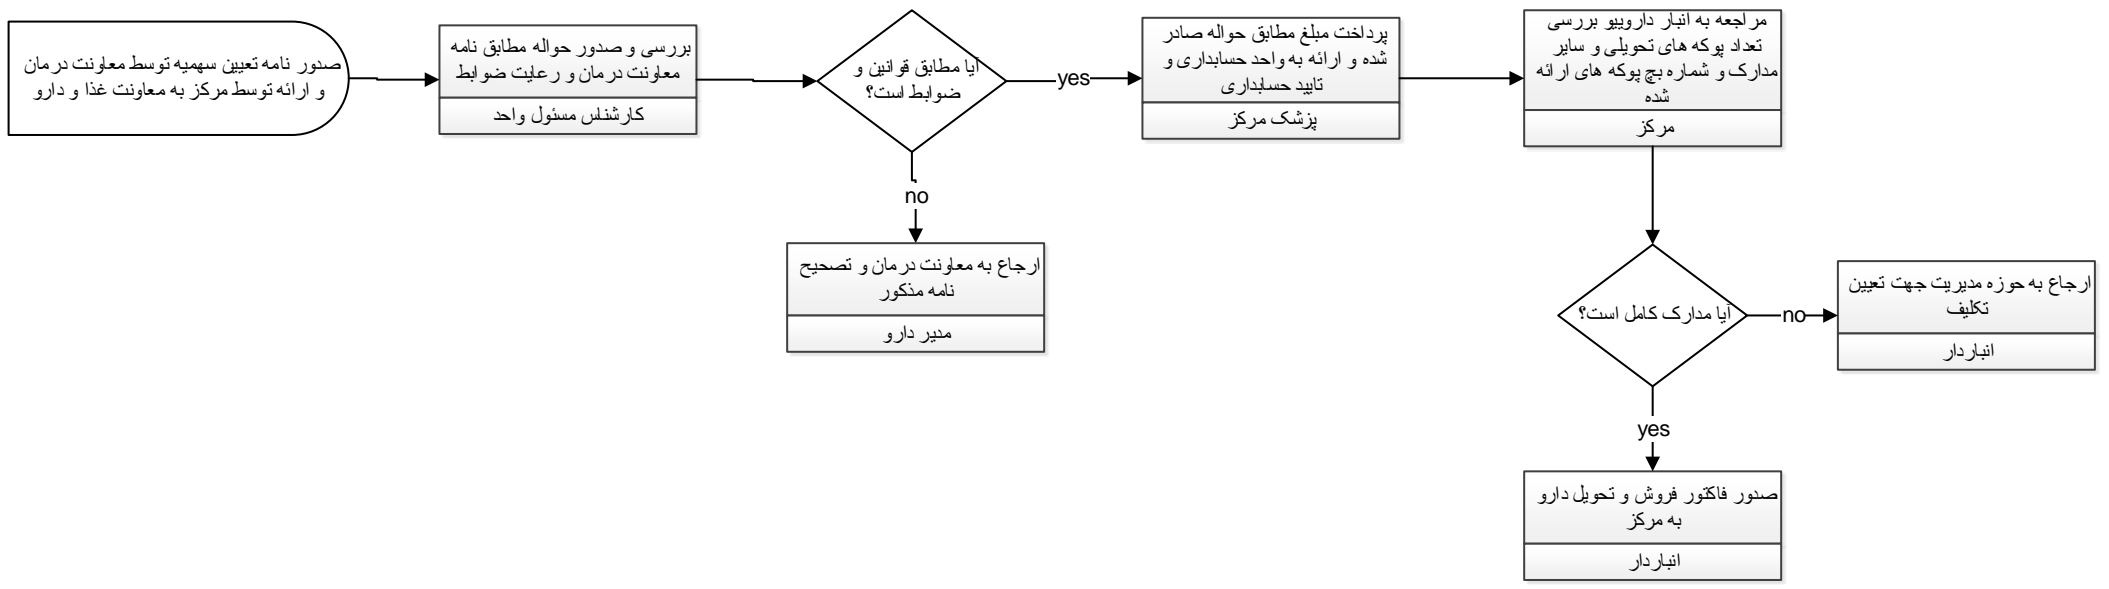 صدور نامه تعیین سهمیه توسط معاونت درمان
و ارائه توسط مرکز به معاونت غذا و دارو
بررسی و صدور حواله مطابق نامه
معاونت درمان و رعایت ضوابط
کارشناس مسئول واحد
آیا مطابق قوانین و
ضوابط است؟
yes
پرداخت مبلغ مطابق حواله صادر
شده و ارائه به واحد حسابداری و
تایید حسابداری
پزشک مرکز
مراجعه به انبار داروییو بررسی
تعداد پوکه های تحویلی و سایر
مدارک و شماره بچ پوکه های ارائه
شده
مرکز
no
ارجاع به معاونت درمان و تصحیح
نامه مذکور
مدیر دارو
آیا مدارک کامل است؟
no
ارجاع به حوزه مدیریت جهت تعیین
تکلیف
انباردار
yes
صدور فاکتور فروش و تحویل دارو
به مرکز
انباردار